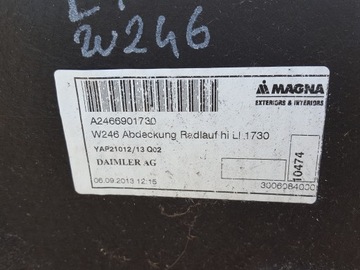 W246
MAGNA
EXTERIORS & INTERIORS
A2466901730
W246 Abdeckung Radlauf hi Li.1730
YAP21012/13 Q02
DAIMLER AG
06.09.2013 12:15
10474
3006084000